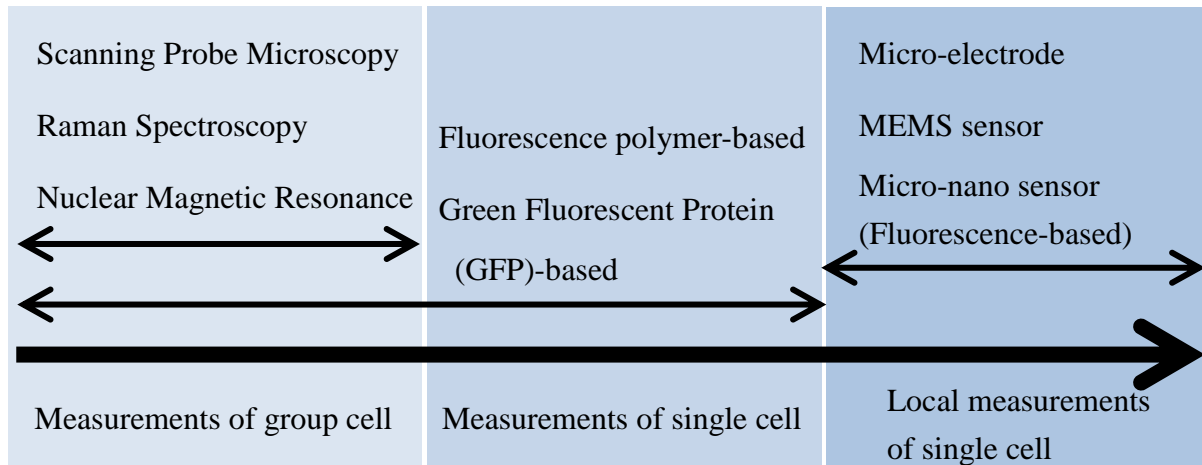 Scanning Probe Microscopy
Raman Spectroscopy
Nuclear Magnetic Resonance
Fluorescence polymer-based
Green Fluorescent Protein
(GFP)-based
Micro-electrode
MEMS sensor
Micro-nano sensor
(Fluorescence-based)
Measurements of group cell
Measurements of single cell
Local measurements
of single cell